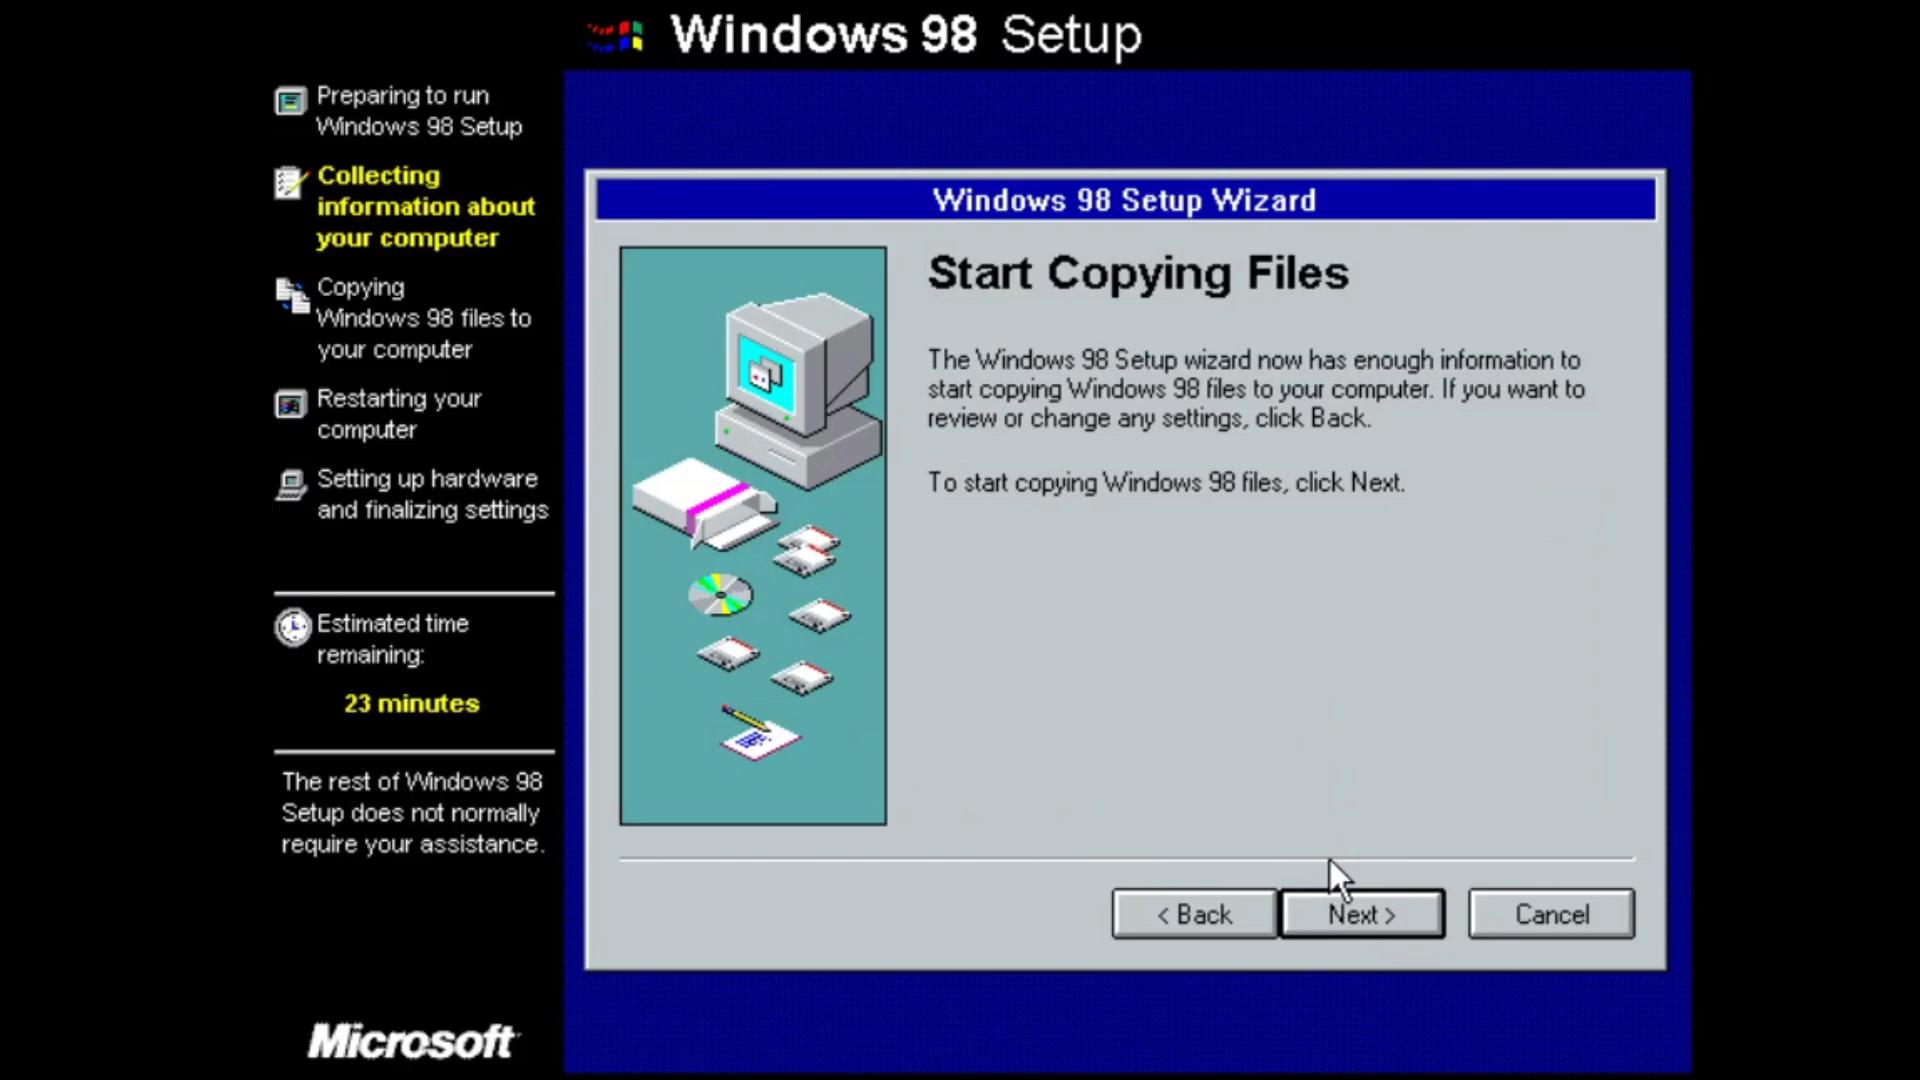 Windows 98 Setup
Preparing to run
Windows 98 Setup
Collecting
information about
your computer
Copying
Windows 98 files to
your computer
Restarting your
computer
Setting up hardware
and finalizing settings
Estimated time
remaining:
23 minutes
The rest of Windows 98
Setup does not normally
require your assistance.
Microsoft
Windows 98 Setup Wizard
Start Copying Files
The Windows 98 Setup wizard now has enough information to
start copying Windows 98 files to your computer. If you want to
review or change any settings, click Back.
To start copying Windows 98 files, click Next.
< Back
Next >
Cancel